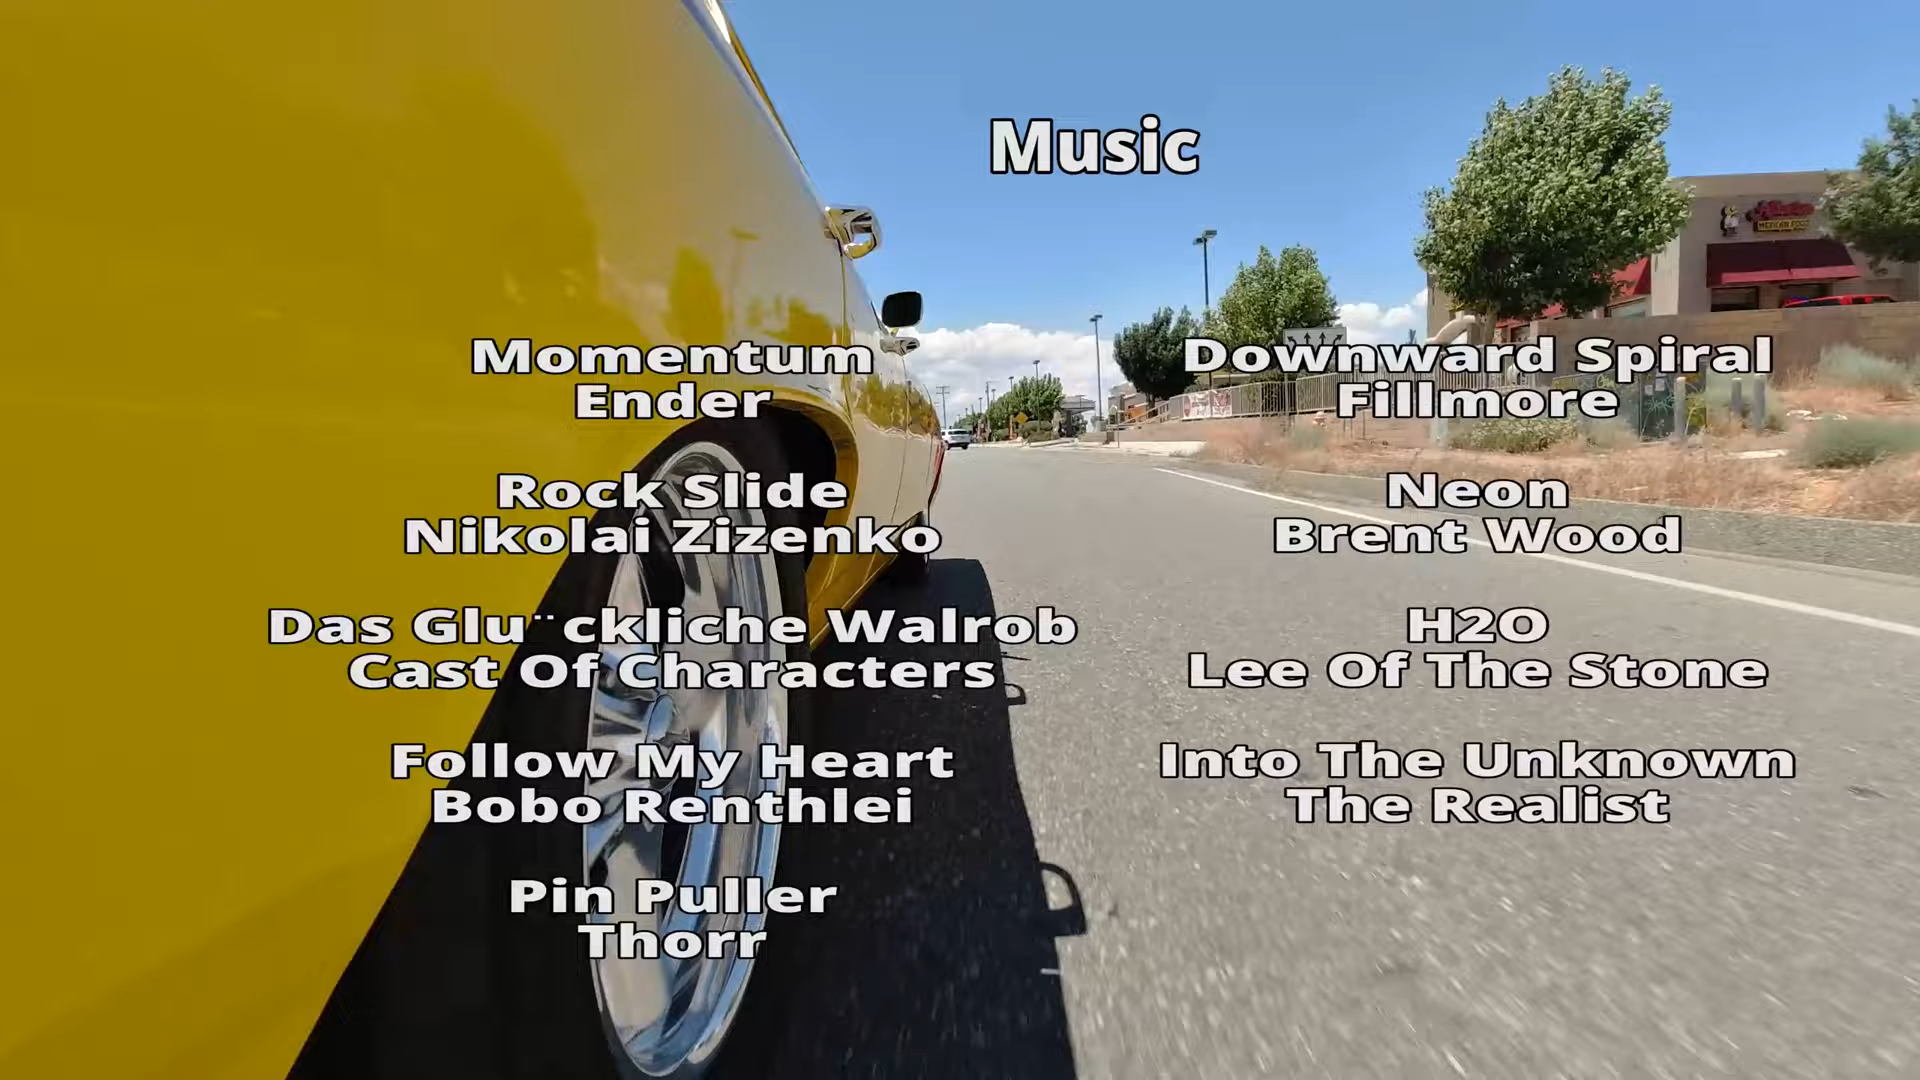 Music
Momentum
Ender
Rock Slide
Nikolai Zizenko
Das Glu¨ckliche Walrob
Cast Of Characters
Follow My Heart
Bobo Renthlei
Pin Puller
Thorr
Downward Spiral
Fillmore
Neon
Brent Wood
H2O
Lee Of The Stone
Into The Unknown
The Realist
MEXICAN FOOD